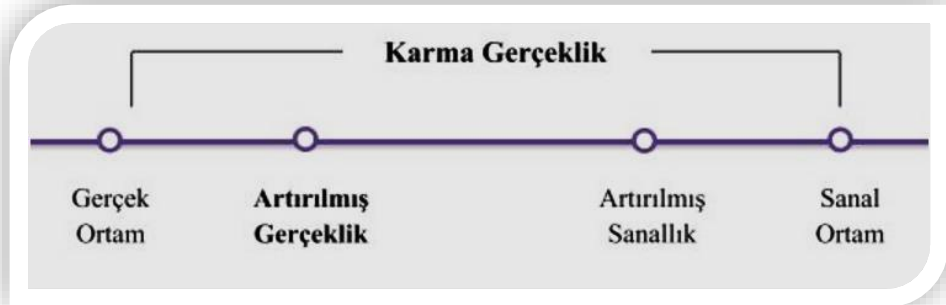 Karma Gerçeklik
Gerçek
Ortam
Artırılmış
Gerçeklik
Artırılmış
Sanallık
Sanal
Ortam